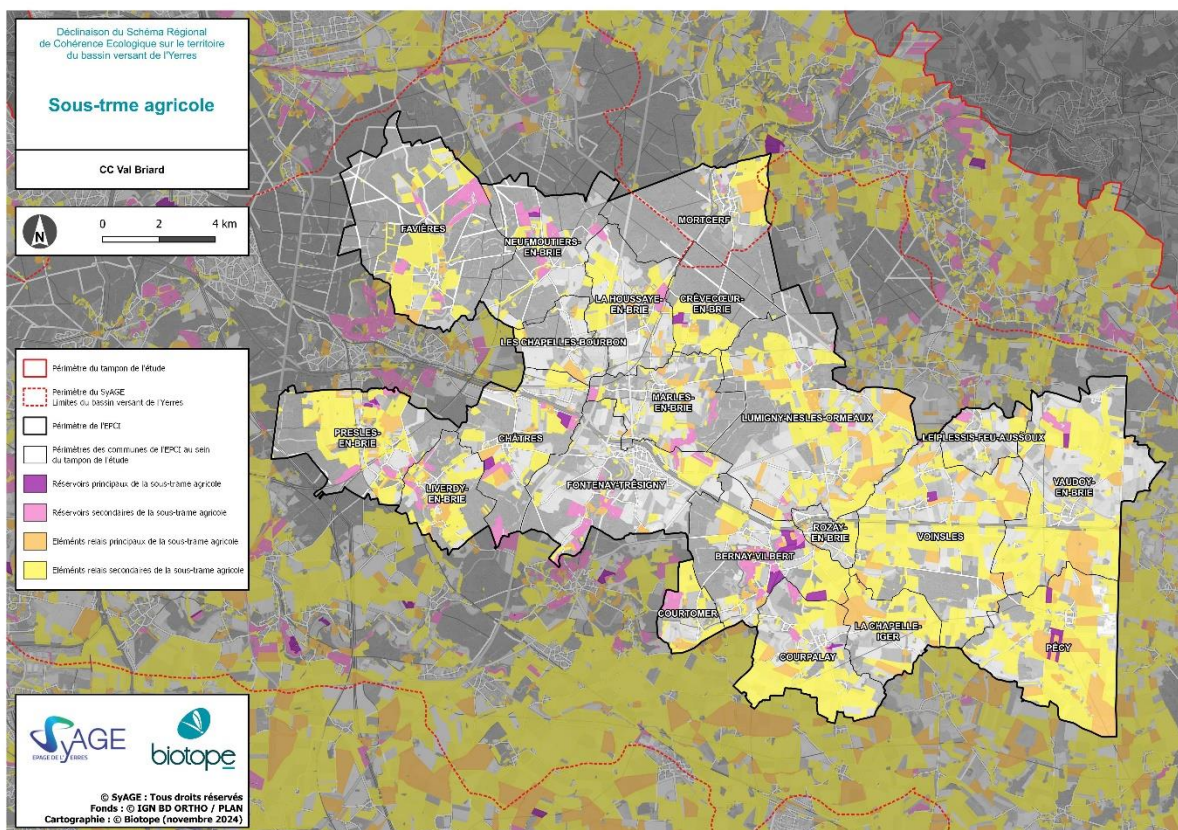 Déclinaison du Schéma Régional
de Cohérence Ecologique sur le territoire
du bassin versant de l'Yerres
Sous-trme agricole
CC Val Briard
N
0 2 4 km
Périmètre du tampon de l'étude
Périmètre du SyAGE
Limites du bassin versant de l'Yerres
Périmètre de l'EPCI
Périmètres des communes de l'EPCI au sein
du tampon de l'étude
Réservoirs principaux de la sous-trame agricole
Réservoirs secondaires de la sous-trame agricole
Eléments relais principaux de la sous-trame agricole
Eléments relais secondaires de la sous-trame agricole
FAVIÈRES
NEUFMOUTIERS-
EN-BRIE
MORTCERF
LA HOUSSAYE-
EN-BRIE
CRÈVECŒUR-
EN-BRIE
LES CHAPELLES-BOURBON
MARLES-
EN-BRIE
LUMIGNY-NESLES-ORMEAUX
PRESLES-
EN-BRIE
CHÂTRES
LIVERDY-
EN-BRIE
FONTENAY-TRÉSIGNY
LE PLESSIS-FEU-AUSSOUX
VAUDOY-
EN-BRIE
ROZAY-
EN-BRIE
VOINSLES
BERNAY-VILBERT
COURTOMER
LA CHAPELLE-
IGER
COURPALAY
PÉCY
SyAGE
EPAGE DE L'YERRES
biotope
© SyAGE : Tous droits réservés
Fonds : © IGN BD ORTHO / PLAN
Cartographie : © Biotope (novembre 2024)